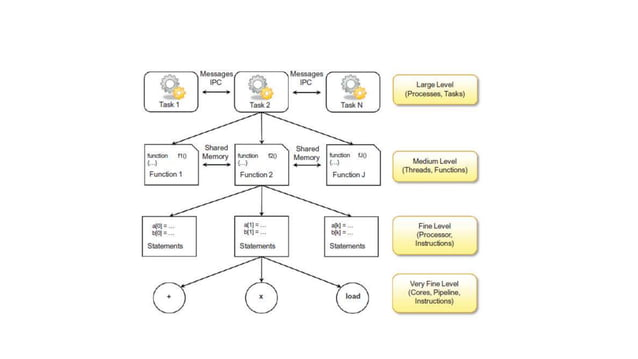 Messages
IPC
Messages
IPC
Task 1
Task 2
Task N
Large Level
(Processes, Tasks)
Shared
Memory
Shared
Memory
function f1()
{...}
Function 1
function f2()
{...}
Function 2
function fJ()
{...}
Function J
Medium Level
(Threads, Functions)
a[0] = ...
b[0] = ...
Statements
a[1] = ...
b[1] = ...
Statements
a[k] = ...
b[k] = ...
Statements
Fine Level
(Processor,
Instructions)
+
x
load
Very Fine Level
(Cores, Pipeline,
Instructions)